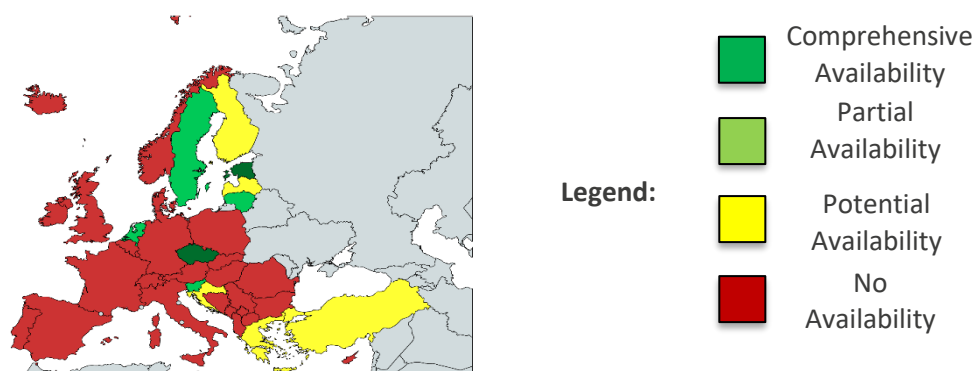 Comprehensive
Availability
Partial
Availability
Legend:
Potential
Availability
No
Availability